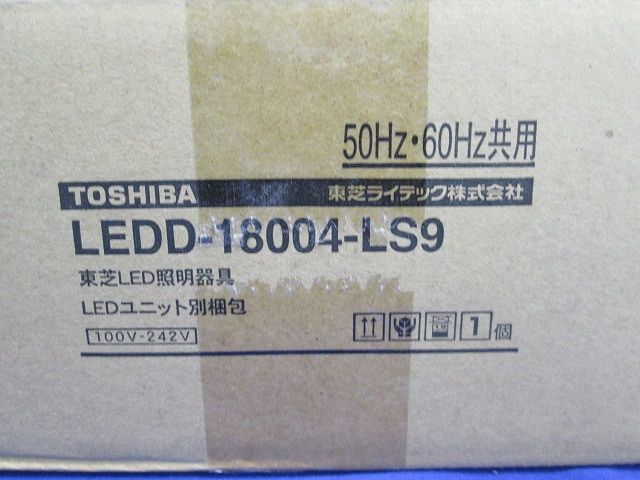 50Hz・60Hz共用
TOSHIBA 東芝ライテック株式会社
LEDD-18004-LS9
東芝LED照明器具
LEDユニット別梱包
100V-242V
1個